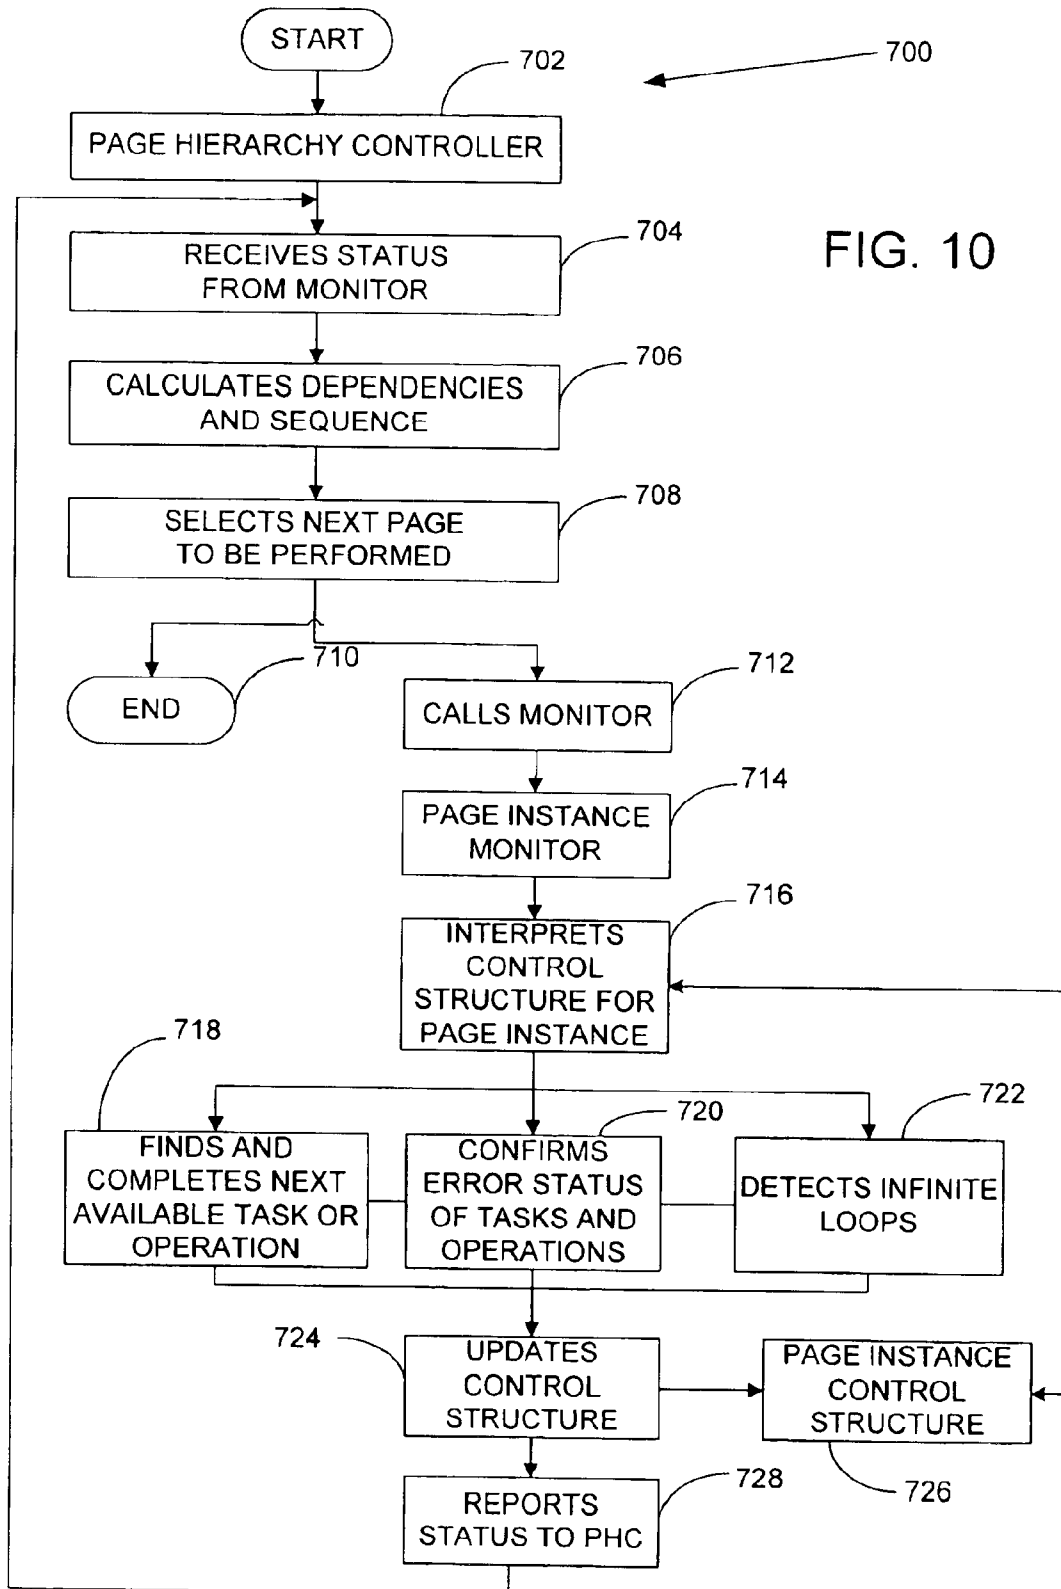 START
702
700
PAGE HIERARCHY CONTROLLER
704
RECEIVES STATUS
FROM MONITOR
FIG. 10
706
CALCULATES DEPENDENCIES
AND SEQUENCE
708
SELECTS NEXT PAGE
TO BE PERFORMED
710
END
712
CALLS MONITOR
714
PAGE INSTANCE
MONITOR
716
INTERPRETS
CONTROL
STRUCTURE FOR
PAGE INSTANCE
718
FINDS AND
COMPLETES NEXT
AVAILABLE TASK OR
OPERATION
720
CONFIRMS
ERROR STATUS
OF TASKS AND
OPERATIONS
722
DETECTS INFINITE
LOOPS
724
UPDATES
CONTROL
STRUCTURE
PAGE INSTANCE
CONTROL
STRUCTURE
726
728
REPORTS
STATUS TO PHC